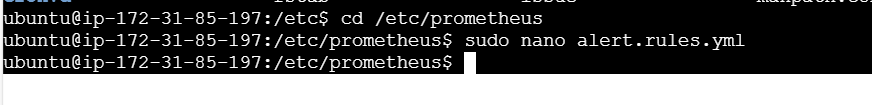 ubuntu@ip-172-31-85-197:/etc$ cd /etc/prometheus
ubuntu@ip-172-31-85-197:/etc/prometheus$ sudo nano alert.rules.yml
ubuntu@ip-172-31-85-197:/etc/prometheus$